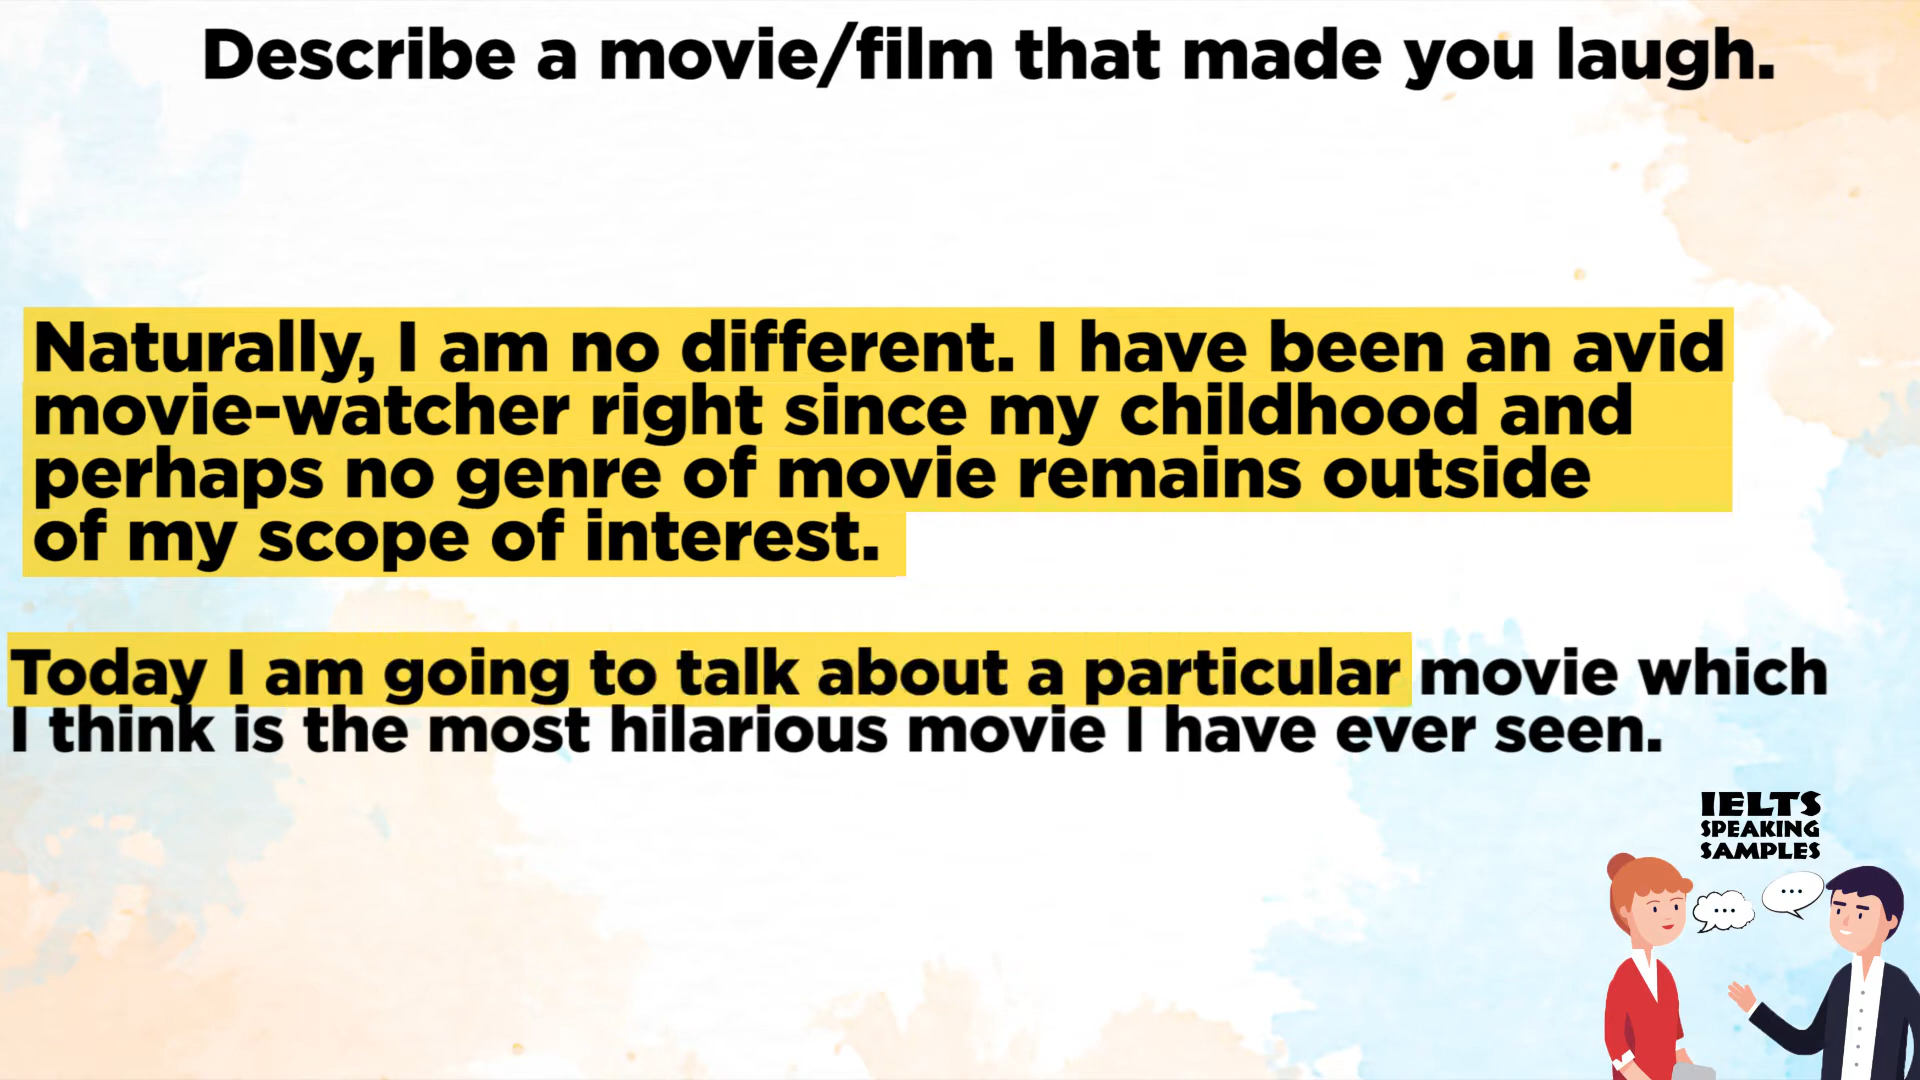 Describe a movie/film that made you laugh.
Naturally, I am no different. I have been an avid
movie-watcher right since my childhood and
perhaps no genre of movie remains outside
of my scope of interest.
Today I am going to talk about a particular movie which
I think is the most hilarious movie I have ever seen.
IELTS
SPEAKING
SAMPLES